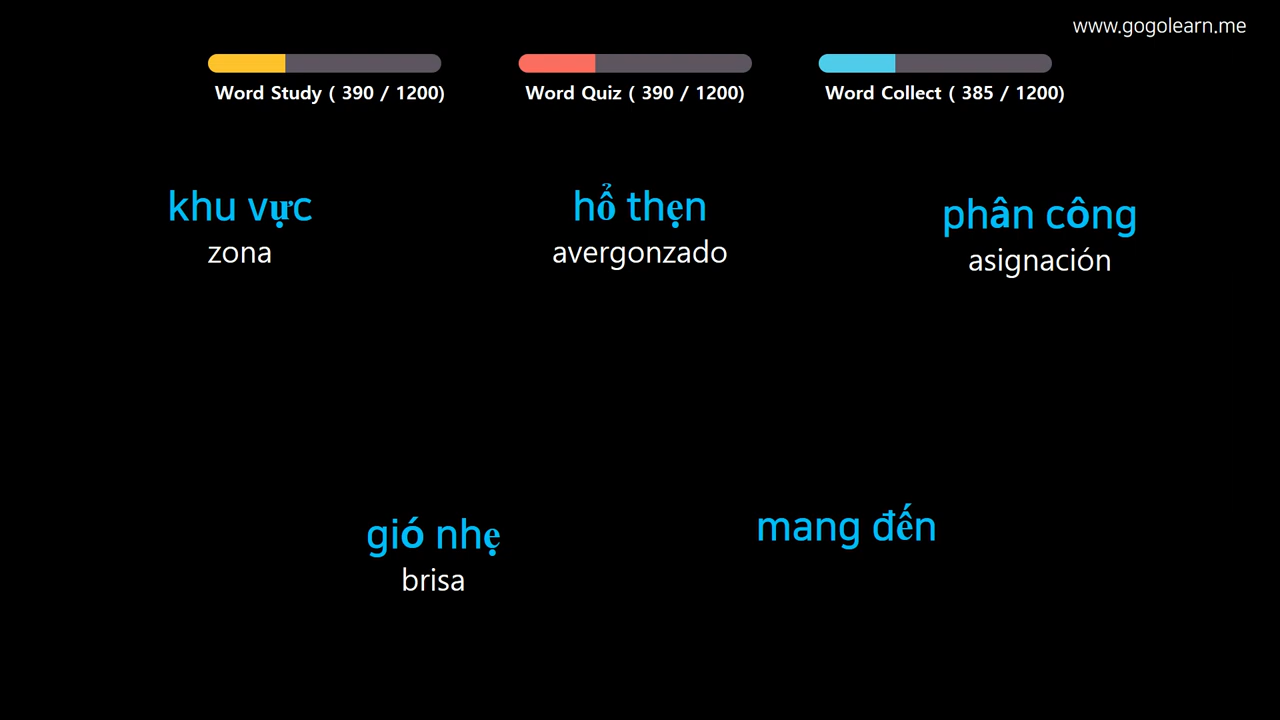 www.gogolearn.me
Word Study ( 390 / 1200)
Word Quiz ( 390 / 1200)
Word Collect ( 385 / 1200)
khu vực
zona
hổ thẹn
avergonzado
phân công
asignación
gió nhẹ
brisa
mang đến